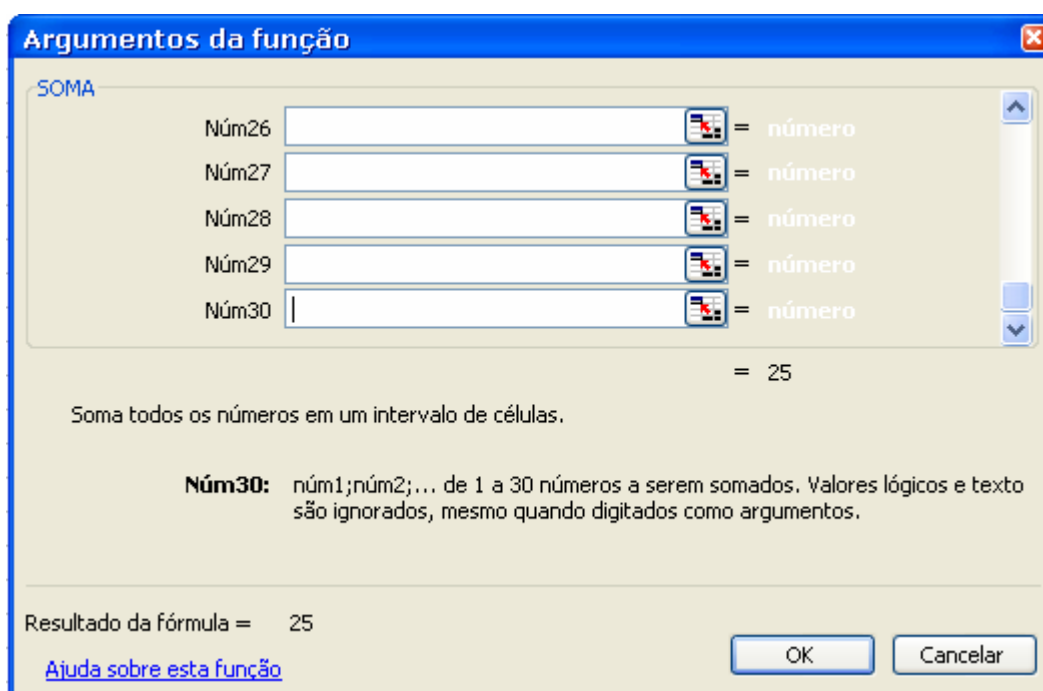 Argumentos da função
SOMA
Núm26 = número
Núm27 = número
Núm28 = número
Núm29 = número
Núm30 = número
= 25
Soma todos os números em um intervalo de células.
Núm30: núm1;núm2;... de 1 a 30 números a serem somados. Valores lógicos e texto
são ignorados, mesmo quando digitados como argumentos.
Resultado da fórmula = 25
Ajuda sobre esta função
OK
Cancelar